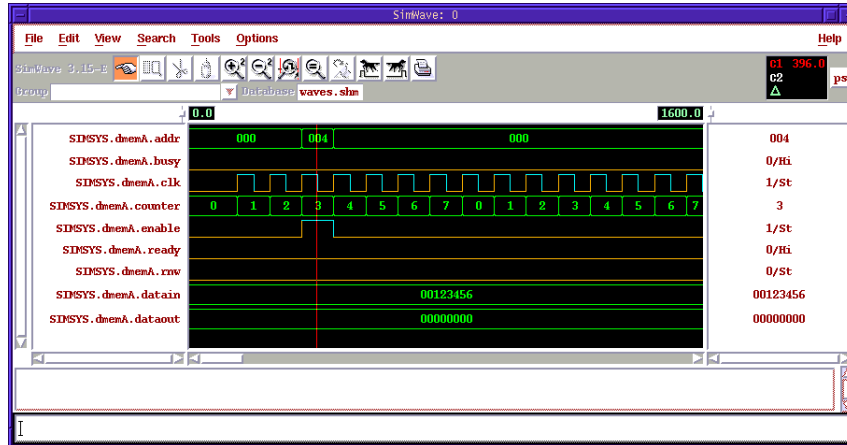 SimWave: 0
File Edit View Search Tools Options Help
SimWave 3.15-E
C1 396.0
C2
Δ
ps
Group
Database waves.shm
0.0 1600.0
SIMSYS.dmemA.addr 000 004 000 004
SIMSYS.dmemA.busy 0/Hi
SIMSYS.dmemA.clk 1/St
SIMSYS.dmemA.counter 0 1 2 3 4 5 6 7 0 1 2 3 4 5 6 7 3
SIMSYS.dmemA.enable 1/St
SIMSYS.dmemA.ready 0/Hi
SIMSYS.dmemA.rnw 0/St
SIMSYS.dmemA.datain 00123456 00123456
SIMSYS.dmemA.dataout 00000000 00000000